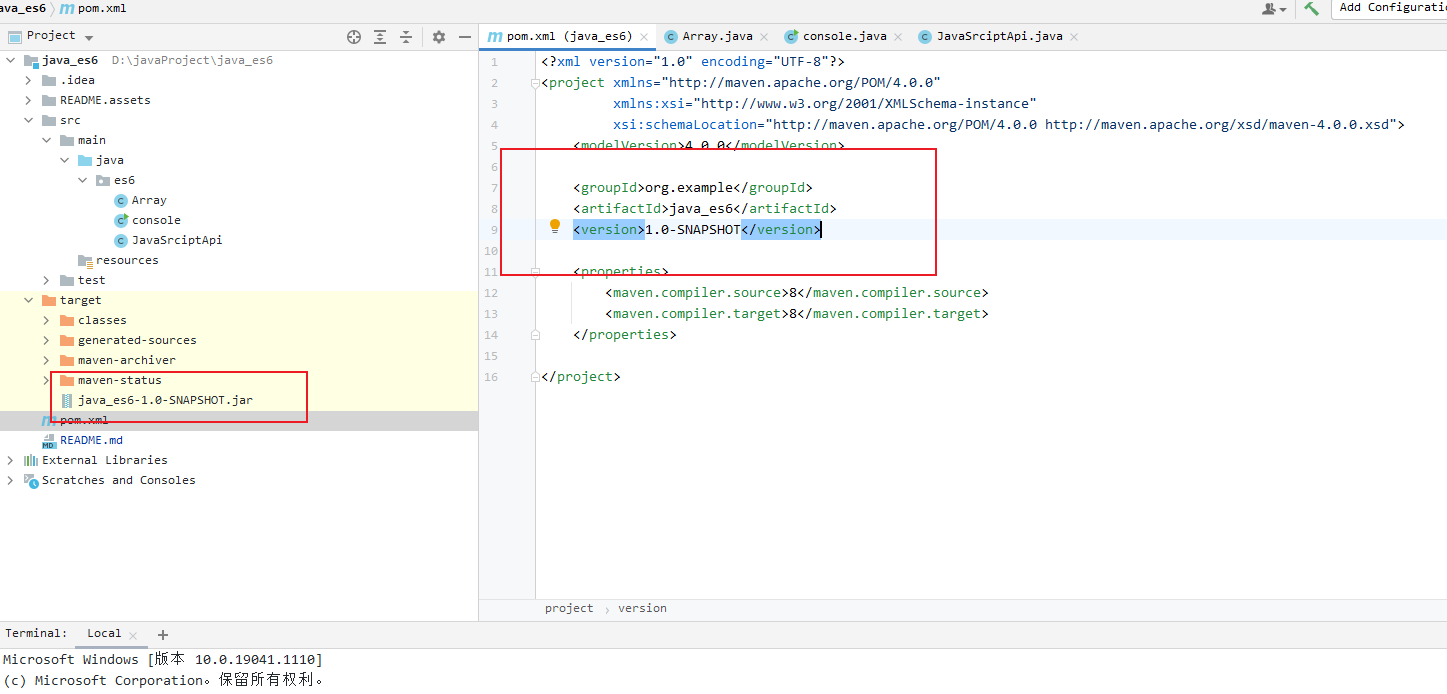 ava_es6 pom.xml
Add Configuratio
Project
pom.xml (java_es6) Array.java console.java JavaSrciptApi.java
java_es6 D:\javaProject\java_es6
.idea
README.assets
src
main
java
es6
Array
console
JavaSrciptApi
resources
test
target
classes
generated-sources
maven-archiver
maven-status
java_es6-1.0-SNAPSHOT.jar
pom.xml
README.md
External Libraries
Scratches and Consoles
1 <?xml version="1.0" encoding="UTF-8"?>
2 <project xmlns="http://maven.apache.org/POM/4.0.0"
3 xmlns:xsi="http://www.w3.org/2001/XMLSchema-instance"
4 xsi:schemaLocation="http://maven.apache.org/POM/4.0.0 http://maven.apache.org/xsd/maven-4.0.0.xsd">
5 <modelVersion>4.0.0</modelVersion>
6
7 <groupId>org.example</groupId>
8 <artifactId>java_es6</artifactId>
9 <version>1.0-SNAPSHOT</version>
10
11 <properties>
12 <maven.compiler.source>8</maven.compiler.source>
13 <maven.compiler.target>8</maven.compiler.target>
14 </properties>
15
16 </project>
project › version
Terminal: Local
Microsoft Windows [版本 10.0.19041.1110]
(c) Microsoft Corporation。保留所有权利。